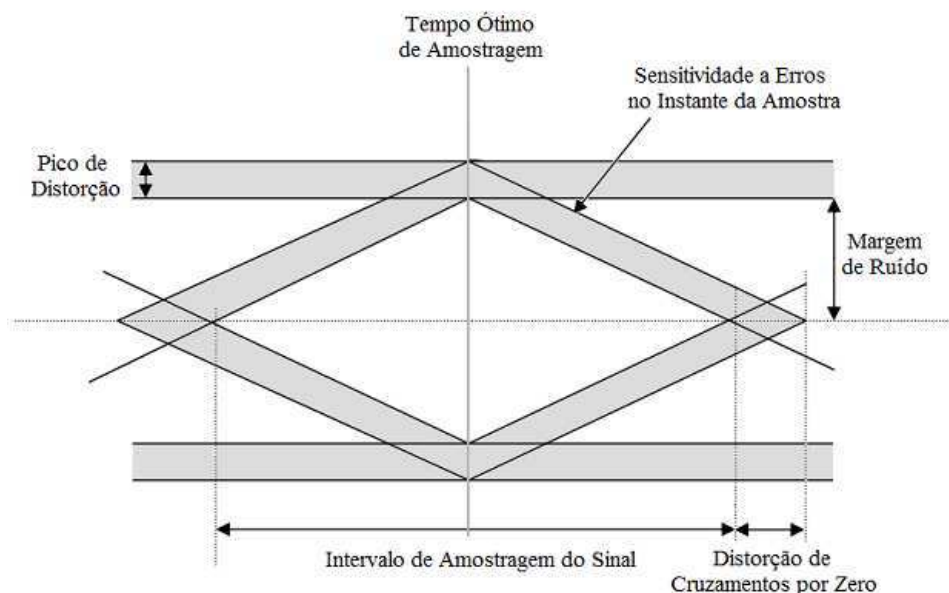 Tempo Ótimo
de Amostragem
Sensitividade a Erros
no Instante da Amostra
Pico de
Distorção
Margem
de Ruído
Intervalo de Amostragem do Sinal
Distorção de
Cruzamentos por Zero